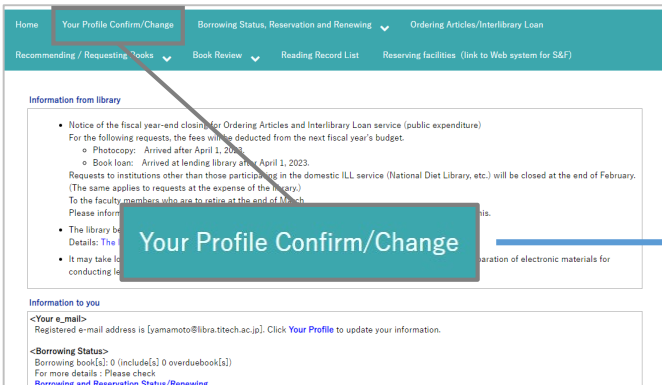 Home Your Profile Confirm/Change Borrowing Status, Reservation and Renewing Ordering Articles/Interlibrary Loan
Recommending / Requesting Books Book Review Reading Record List Reserving facilities (link to Web system for S&F)
Information from library
• Notice of the fiscal year-end closing for Ordering Articles and Interlibrary Loan service (public expenditure)
For the following requests, the fees will be deducted from the next fiscal year's budget.
Photocopy: Arrived after April 1, 2023.
Book loan: Arrived at lending library after April 1, 2023.
Requests to institutions other than those participating in the domestic ILL service (National Diet Library, etc.) will be closed at the end of February.
(The same applies to requests at the expense of the library.)
To the faculty members who are to retire at the end of March
Please inform his.
• The library be
Details: The
• It may take lo paration of electronic materials for
conducting le
Your Profile Confirm/Change
Information to you
<Your e_mail>
Registered e-mail address is [yamamoto@libra.titech.ac.jp]. Click Your Profile to update your information.
<Borrowing Status>
Borrowing book[s]: 0 (include[s] 0 overduebook[s])
For more details : Please check
Borrowing and Reservation Status/Renewing